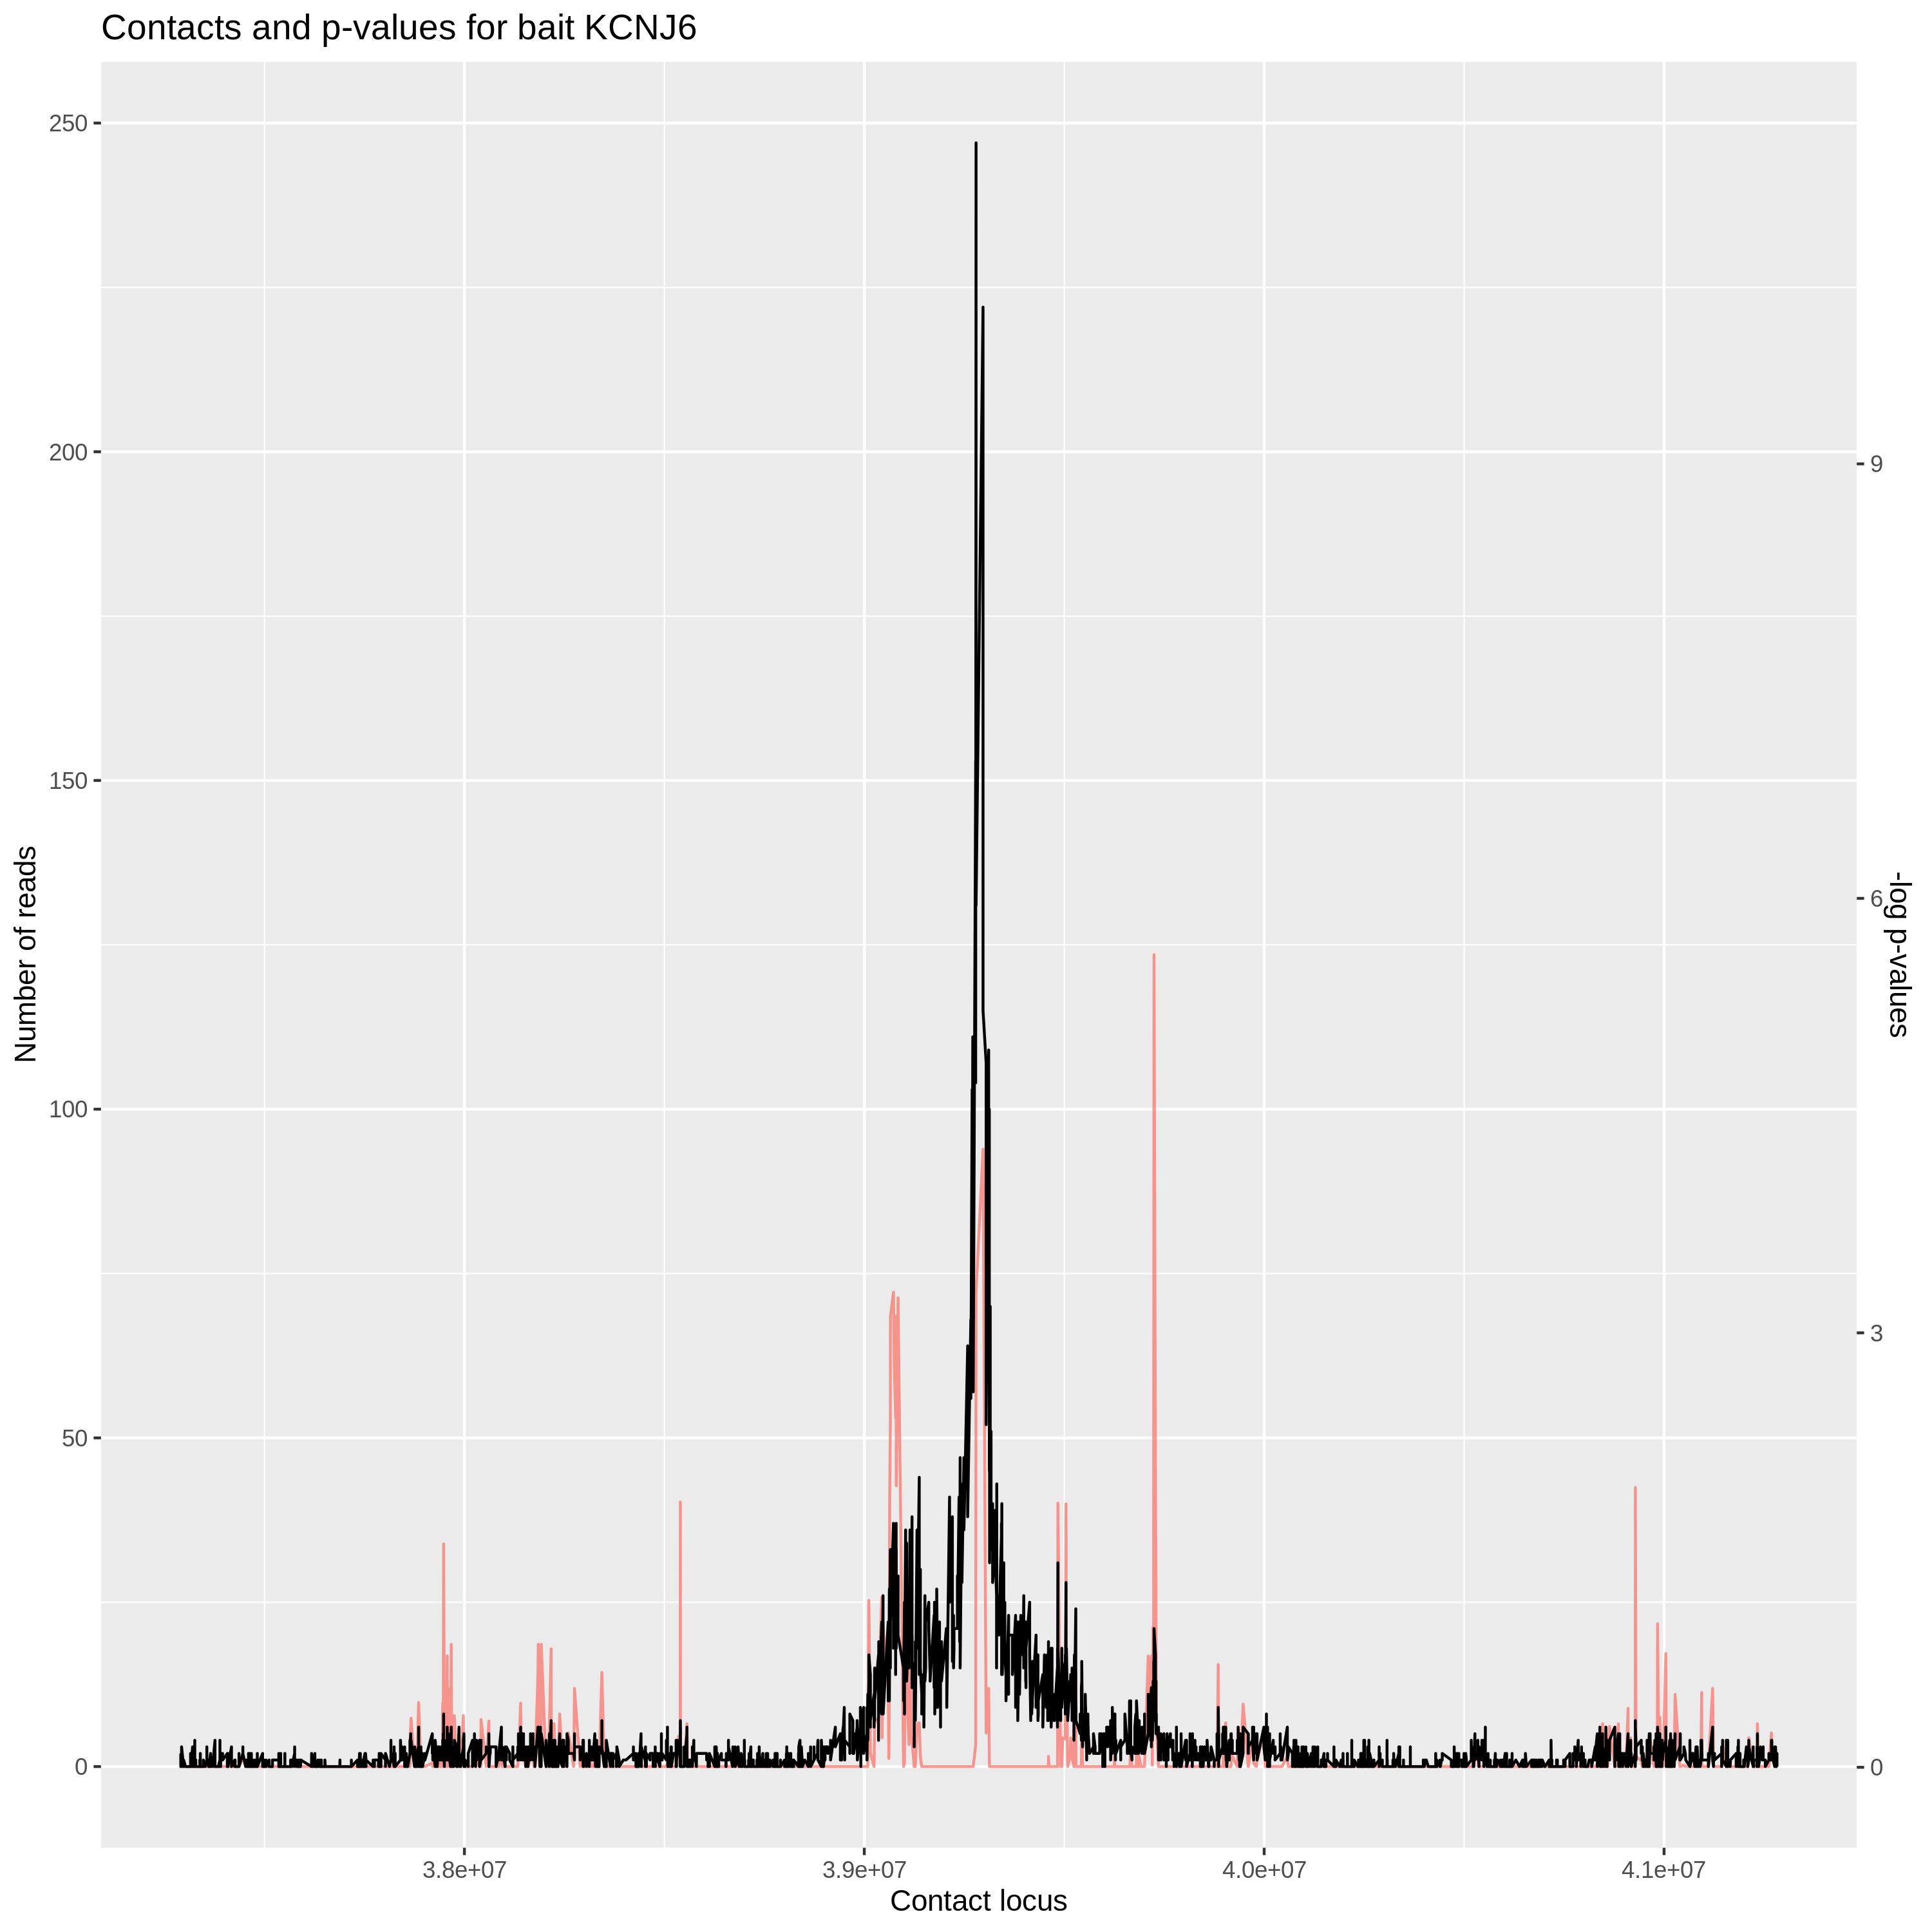 Contacts and p-values for bait KCNJ6
250
200
150
100
50
0
Number of reads
9
6
3
0
-log p-values
3.8e+07
3.9e+07
4.0e+07
4.1e+07
Contact locus